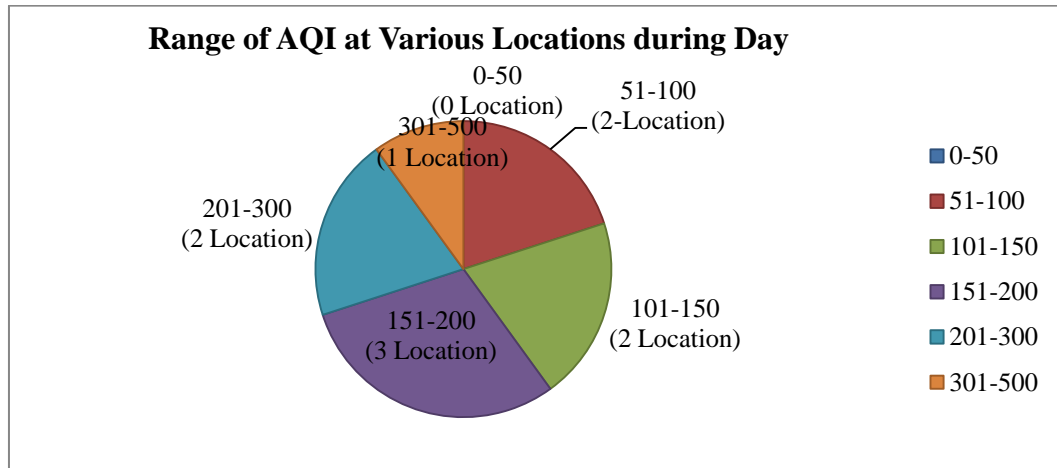 Range of AQI at Various Locations during Day
0-50
(0 Location)
51-100
(2-Location)
301-500
(1 Location)
201-300
(2 Location)
151-200
(3 Location)
101-150
(2 Location)
0-50
51-100
101-150
151-200
201-300
301-500